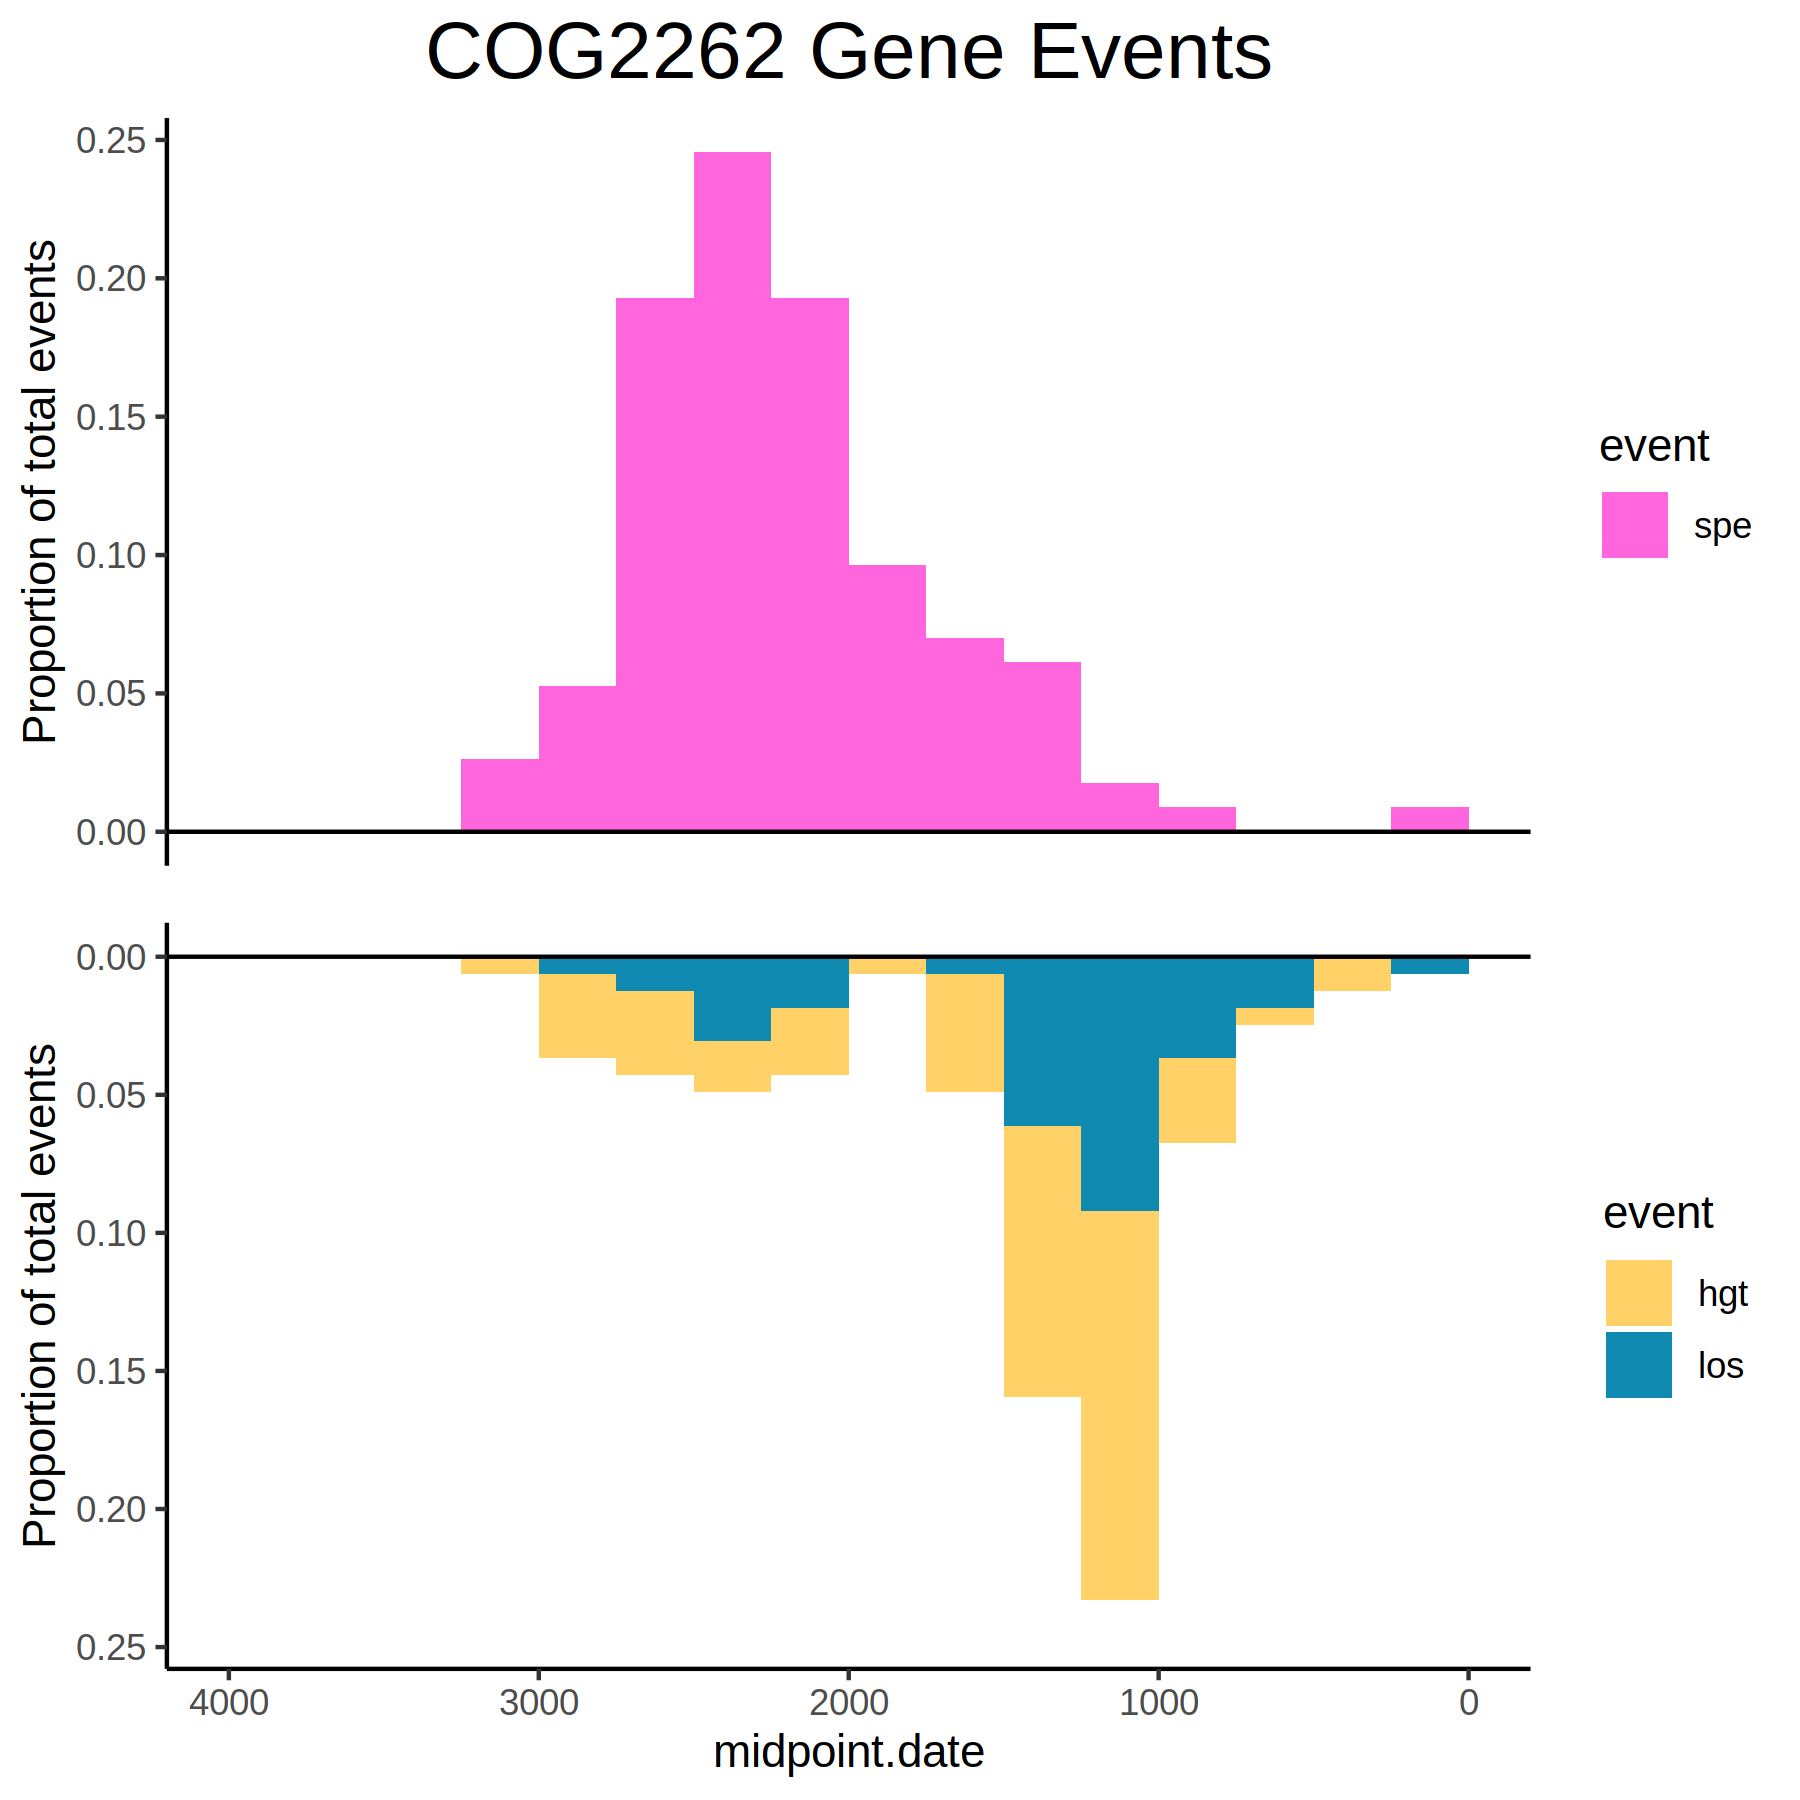 COG2262 Gene Events
Proportion of total events
0.25
0.20
0.15
0.10
0.05
0.00
event
spe
Proportion of total events
0.00
0.05
0.10
0.15
0.20
0.25
event
hgt
los
4000 3000 2000 1000 0
midpoint.date